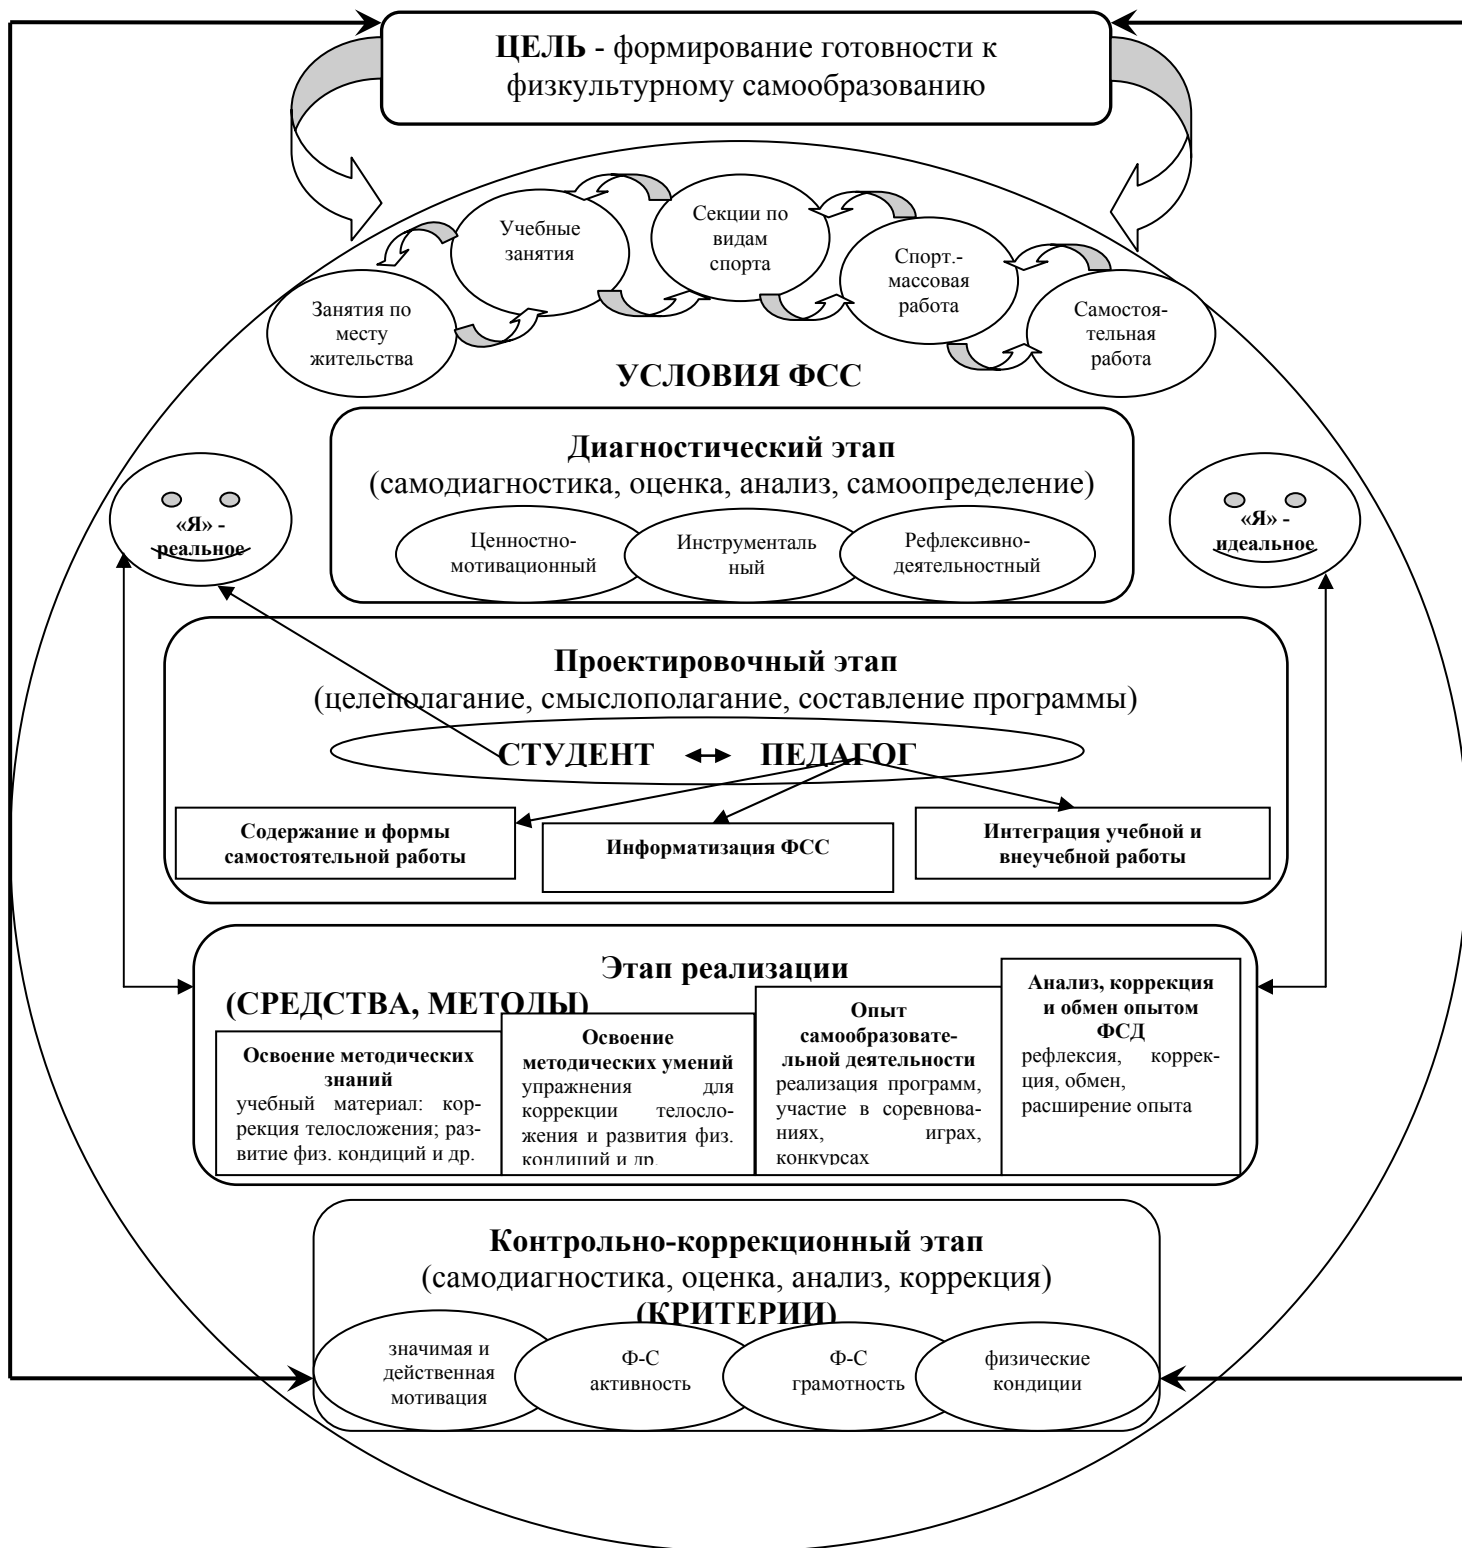 ЦЕЛЬ - формирование готовности к
физкультурному самообразованию
Занятия по
месту
жительства
Учебные
занятия
Секции по
видам
спорта
Спорт.-
массовая
работа
Самостоя-
тельная
работа
УСЛОВИЯ ФСС
Диагностический этап
(самодиагностика, оценка, анализ, самоопределение)
Ценностно-
мотивационный
Инструменталь
ный
Рефлексивно-
деятельностный
«Я» -
реальное
«Я» -
идеальное
Проектировочный этап
(целеполагание, смыслополагание, составление программы)
СТУДЕНТ
ПЕДАГОГ
Содержание и формы
самостоятельной работы
Информатизация ФСС
Интеграция учебной и
внеучебной работы
Этап реализации
(СРЕДСТВА, МЕТОДЫ)
Освоение методических
знаний
учебный материал: кор-
рекция телосложения; раз-
витие физ. кондиций и др.
Освоение
методических умений
упражнения для
коррекции телосло-
жения и развития физ.
кондиций и др.
Опыт
самообразовате-
льной деятельности
реализация программ,
участие в соревнова-
ниях, играх,
конкурсах
Анализ, коррекция
и обмен опытом
ФСД
рефлексия, коррек-
ция, обмен,
расширение опыта
Контрольно-коррекционный этап
(самодиагностика, оценка, анализ, коррекция)
(КРИТЕРИИ)
значимая и
действенная
мотивация
Ф-С
активность
Ф-С
грамотность
физические
кондиции